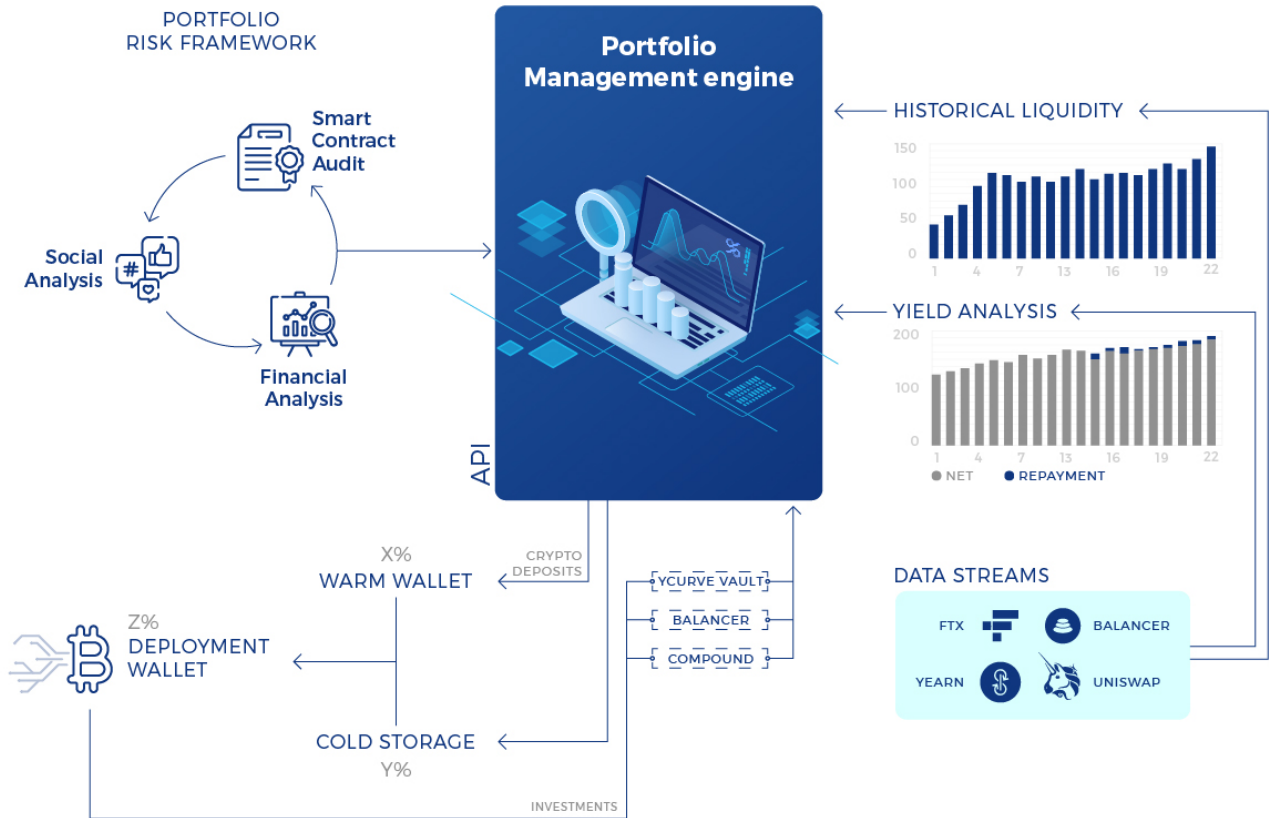 PORTFOLIO
RISK FRAMEWORK
Smart
Contract
Audit
Social
Analysis
#
Financial
Analysis
Portfolio
Management engine
API
HISTORICAL LIQUIDITY
150
100
50
0
1 4 7 13 14 16 19 22
YIELD ANALYSIS
200
100
0
1 4 7 13 16 19 22
NET REPAYMENT
CRYPTO
DEPOSITS
X%
WARM WALLET
Z%
DEPLOYMENT
WALLET
COLD STORAGE
Y%
YCURVE VAULT
BALANCER
COMPOUND
INVESTMENTS
DATA STREAMS
FTX BALANCER
YEARN UNISWAP